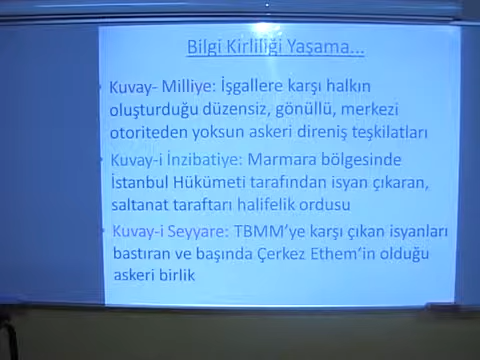 Bilgi Kirliliği Yaşama...
Kuvay- Milliye: İşgallere karşı halkın
oluşturduğu düzensiz, gönüllü, merkezi
otoriteden yoksun askeri direniş teşkilatları
Kuvay-i İnzibatiye: Marmara bölgesinde
İstanbul Hükümeti tarafından isyan çıkaran,
saltanat taraftarı halifelik ordusu
Kuvay-i Seyyare: TBMM'ye karşı çıkan isyanları
bastıran ve başında Çerkez Ethem'in olduğu
askeri birlik